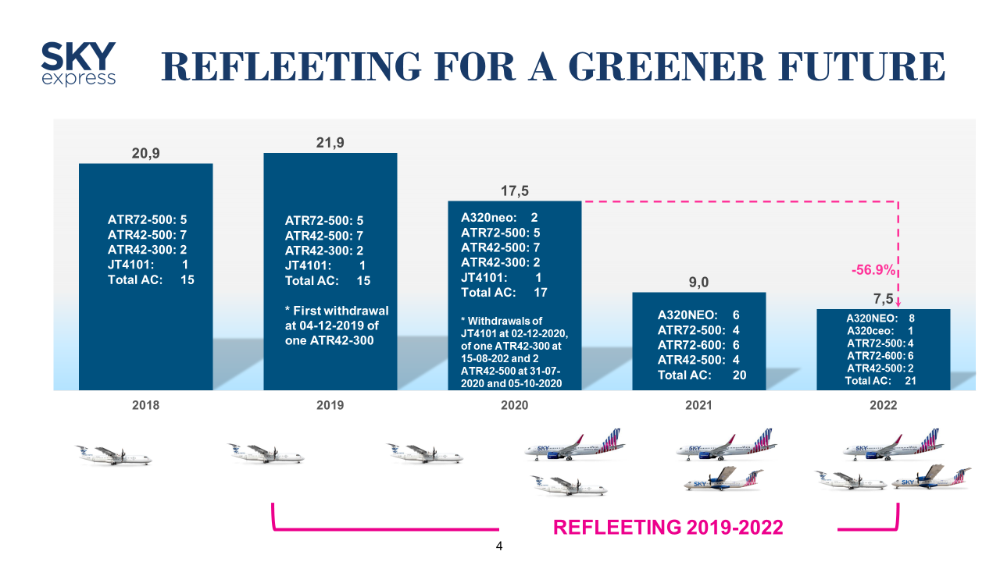 SKY
express
REFLEETING FOR A GREENER FUTURE
20,9
ATR72-500: 5
ATR42-500: 7
ATR42-300: 2
JT4101: 1
Total AC: 15
2018
21,9
ATR72-500: 5
ATR42-500: 7
ATR42-300: 2
JT4101: 1
Total AC: 15
* First withdrawal
at 04-12-2019 of
one ATR42-300
2019
17,5
A320neo: 2
ATR72-500: 5
ATR42-500: 7
ATR42-300: 2
JT4101: 1
Total AC: 17
* Withdrawals of
JT4101 at 02-12-2020,
of one ATR42-300 at
15-08-202 and 2
ATR42-500 at 31-07-
2020 and 05-10-2020
2020
9,0
A320NEO: 6
ATR72-500: 4
ATR72-600: 6
ATR42-500: 4
Total AC: 20
2021
-56.9%
7,5
A320NEO: 8
A320ceo: 1
ATR72-500: 4
ATR72-600: 6
ATR42-500: 2
Total AC: 21
2022
SKY
SKY
SKY
SKY
SKY
REFLEETING 2019-2022
4